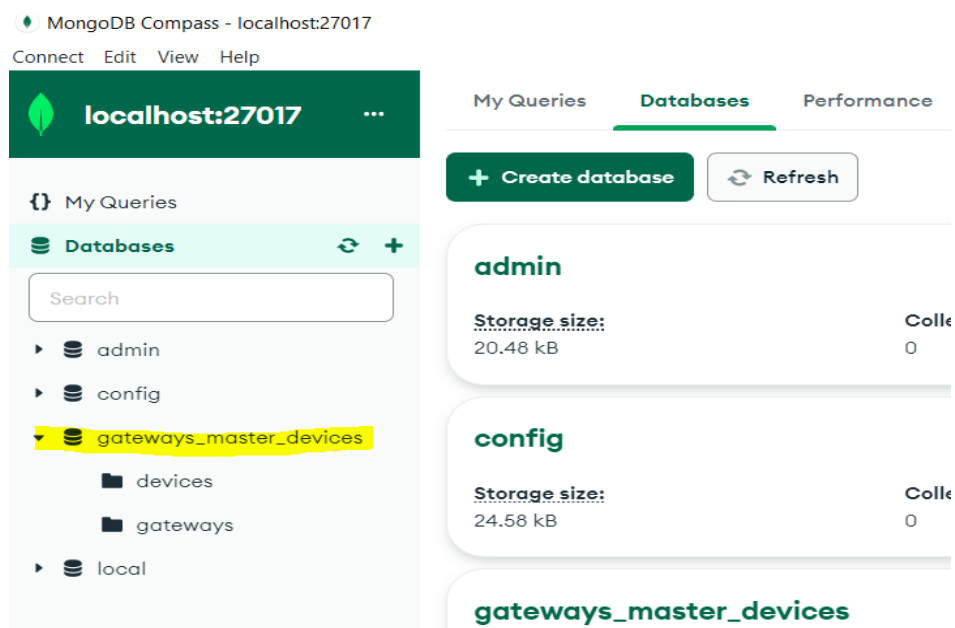 MongoDB Compass - localhost:27017
Connect Edit View Help
localhost:27017 ...
My Queries Databases Performance
{} My Queries
Databases
Search
admin
config
gateways_master_devices
devices
gateways
local
+ Create database Refresh
admin
Storage size: Colle
20.48 kB 0
config
Storage size: Colle
24.58 kB 0
gateways_master_devices